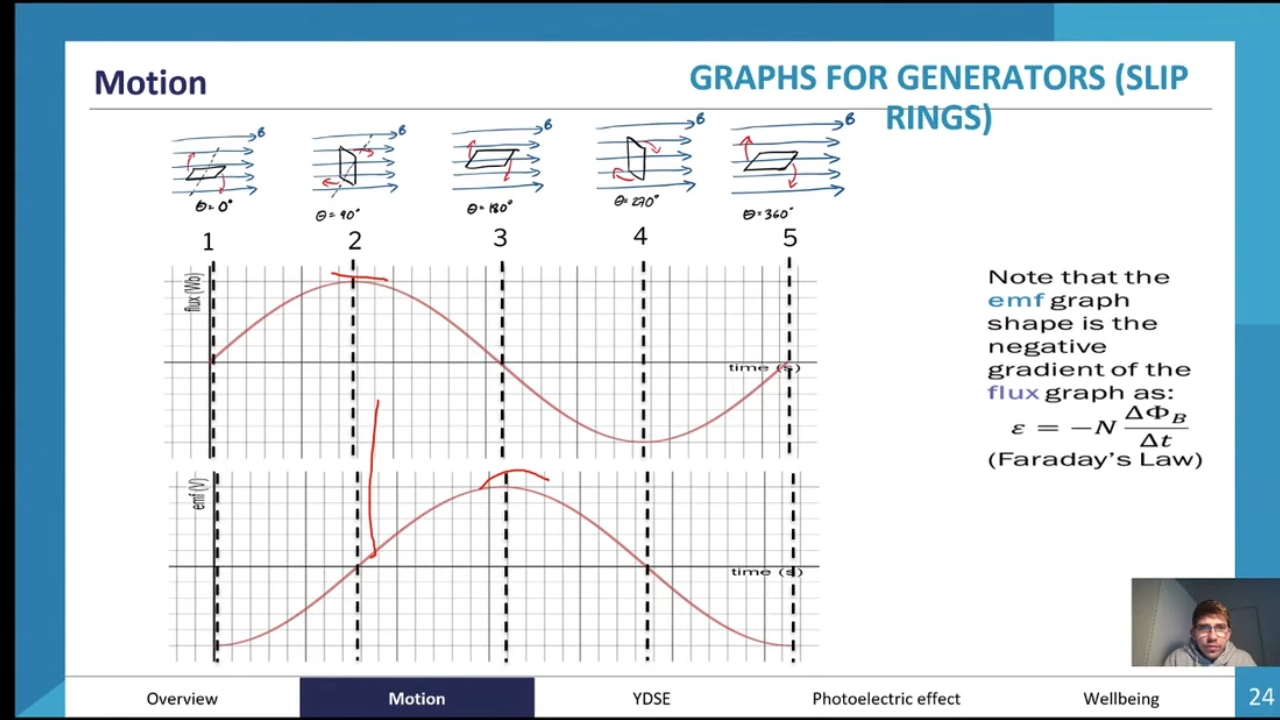 Motion
GRAPHS FOR GENERATORS (SLIP
RINGS)
B
B
B
B
B
θ=0°
θ=90°
θ=180°
θ=270°
θ=360°
1
2
3
4
5
flux (Wb)
time (s)
emf (V)
time (s)
Note that the
emf graph
shape is the
negative
gradient of the
flux graph as:
ε = −N ΔΦ_B/Δt
(Faraday's Law)
Overview
Motion
YDSE
Photoelectric effect
Wellbeing
24